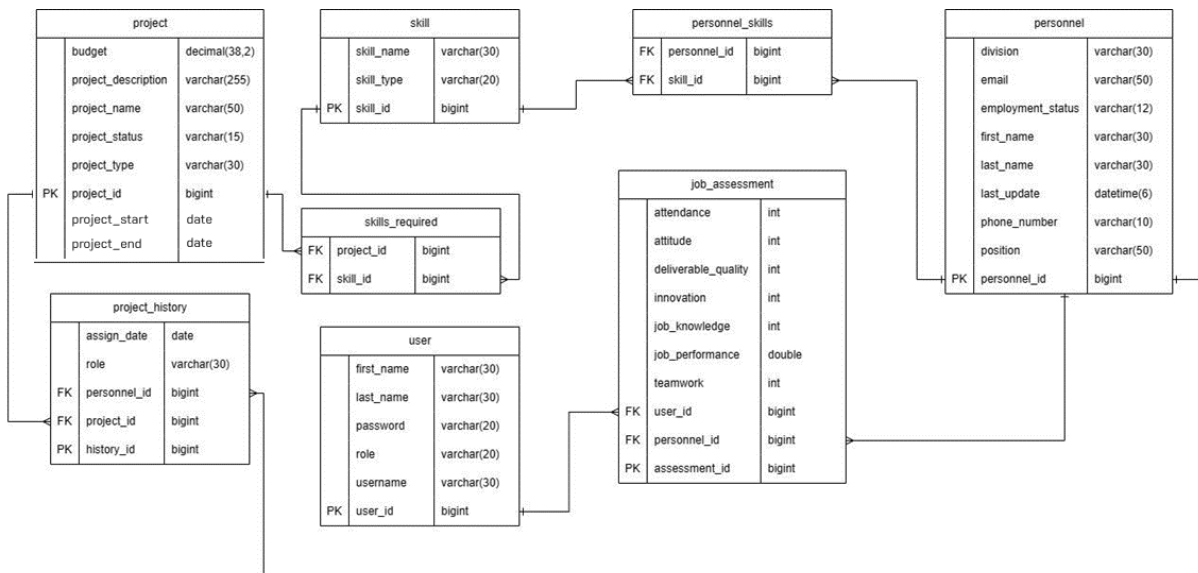 project
budget decimal(38,2)
project_description varchar(255)
project_name varchar(50)
project_status varchar(15)
project_type varchar(30)
PK project_id bigint
project_start date
project_end date
skill
skill_name varchar(30)
skill_type varchar(20)
PK skill_id bigint
personnel_skills
FK personnel_id bigint
FK skill_id bigint
personnel
division varchar(30)
email varchar(50)
employment_status varchar(12)
first_name varchar(30)
last_name varchar(30)
last_update datetime(6)
phone_number varchar(10)
position varchar(50)
PK personnel_id bigint
skills_required
FK project_id bigint
FK skill_id bigint
job_assessment
attendance int
attitude int
deliverable_quality int
innovation int
job_knowledge int
job_performance double
teamwork int
FK user_id bigint
FK personnel_id bigint
PK assessment_id bigint
project_history
assign_date date
role varchar(30)
FK personnel_id bigint
FK project_id bigint
PK history_id bigint
user
first_name varchar(30)
last_name varchar(30)
password varchar(20)
role varchar(20)
username varchar(30)
PK user_id bigint